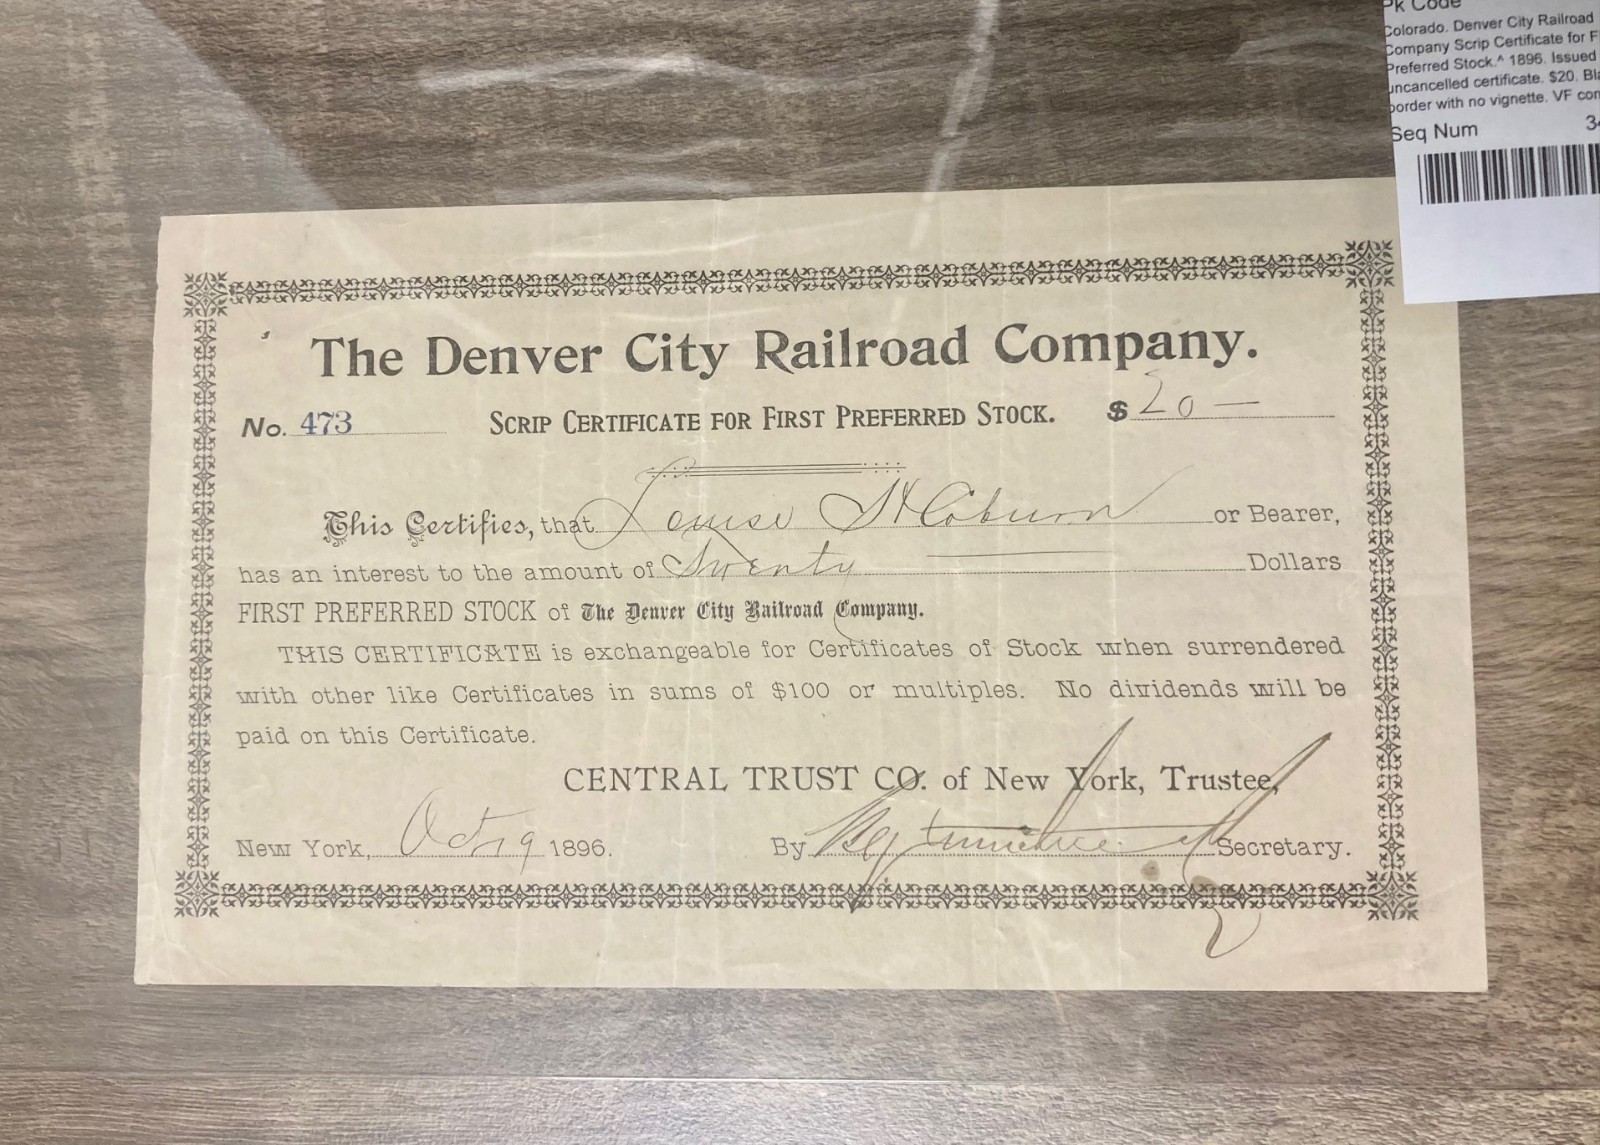 Pk Code
Colorado. Denver City Railroad
Company Scrip Certificate for F
Preferred Stock.^ 1896. Issued
uncancelled certificate. $20. Bla
border with no vignette. VF con
Seq Num 34
The Denver City Railroad Company.
No. 473 SCRIP CERTIFICATE FOR FIRST PREFERRED STOCK. $ 20 —
This Certifies, that Louise H Coburn or Bearer,
has an interest to the amount of Twenty Dollars
FIRST PREFERRED STOCK of The Denver City Railroad Company.
THIS CERTIFICATE is exchangeable for Certificates of Stock when surrendered
with other like Certificates in sums of $100 or multiples. No dividends will be
paid on this Certificate.
CENTRAL TRUST CO. of New York, Trustee,
New York, Oct 19 1896. By Secretary.